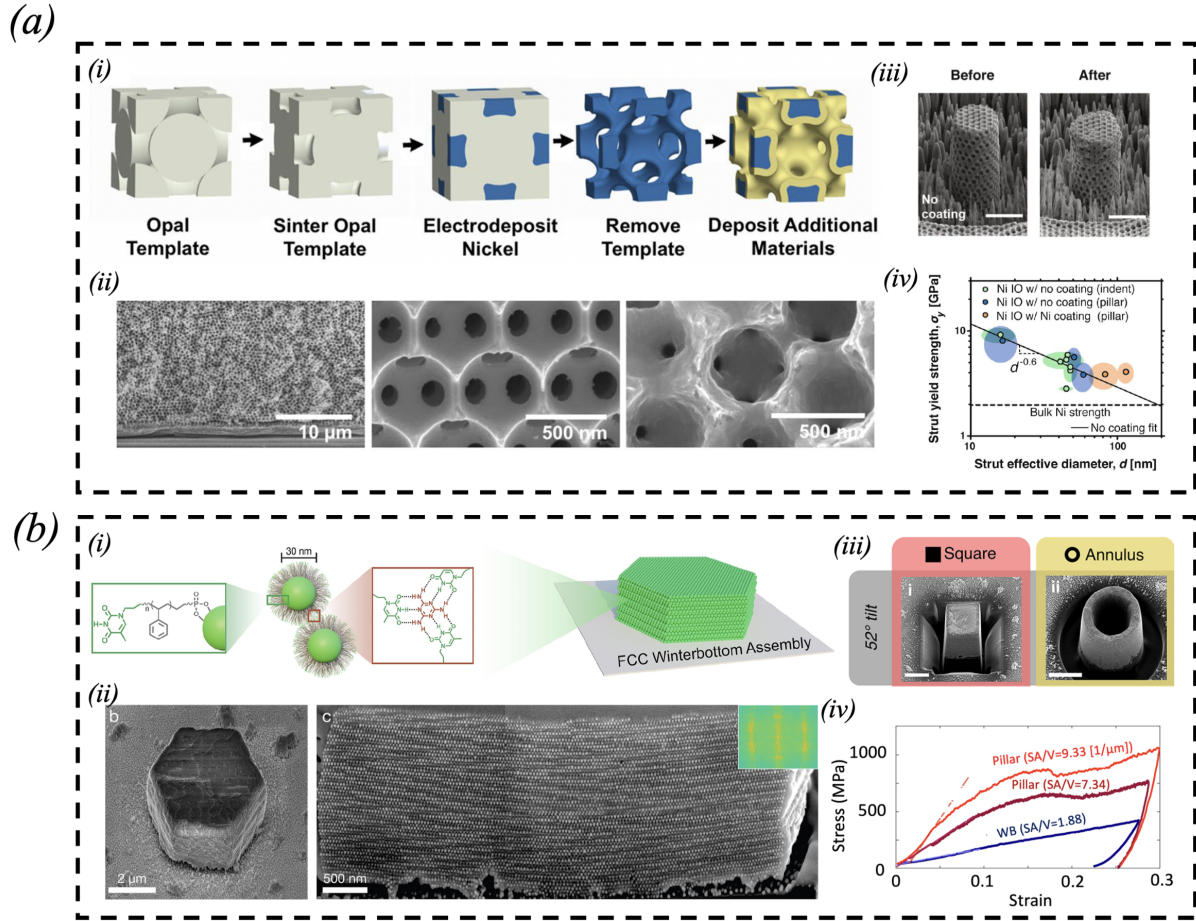 (a)
(i)
Opal
Template
Sinter Opal
Template
Electrodeposit
Nickel
Remove
Template
Deposit Additional
Materials
(ii)
10 µm
500 nm
500 nm
(iii)
Before
After
No
coating
(iv)
Strut yield strength, σy [GPa]
10
1
Ni IO w/ no coating (indent)
Ni IO w/ no coating (pillar)
Ni IO w/ Ni coating (pillar)
d-0.6
Bulk Ni strength
No coating fit
10
100
Strut effective diameter, d [nm]
(b)
(i)
30 nm
FCC Winterbottom Assembly
(ii)
b
2 µm
c
500 nm
(iii)
Square
Annulus
52° tilt
i
ii
(iv)
Stress (MPa)
1000
500
0
Pillar (SA/V=9.33 [1/µm])
Pillar (SA/V=7.34)
WB (SA/V=1.88)
0
0.1
0.2
0.3
Strain